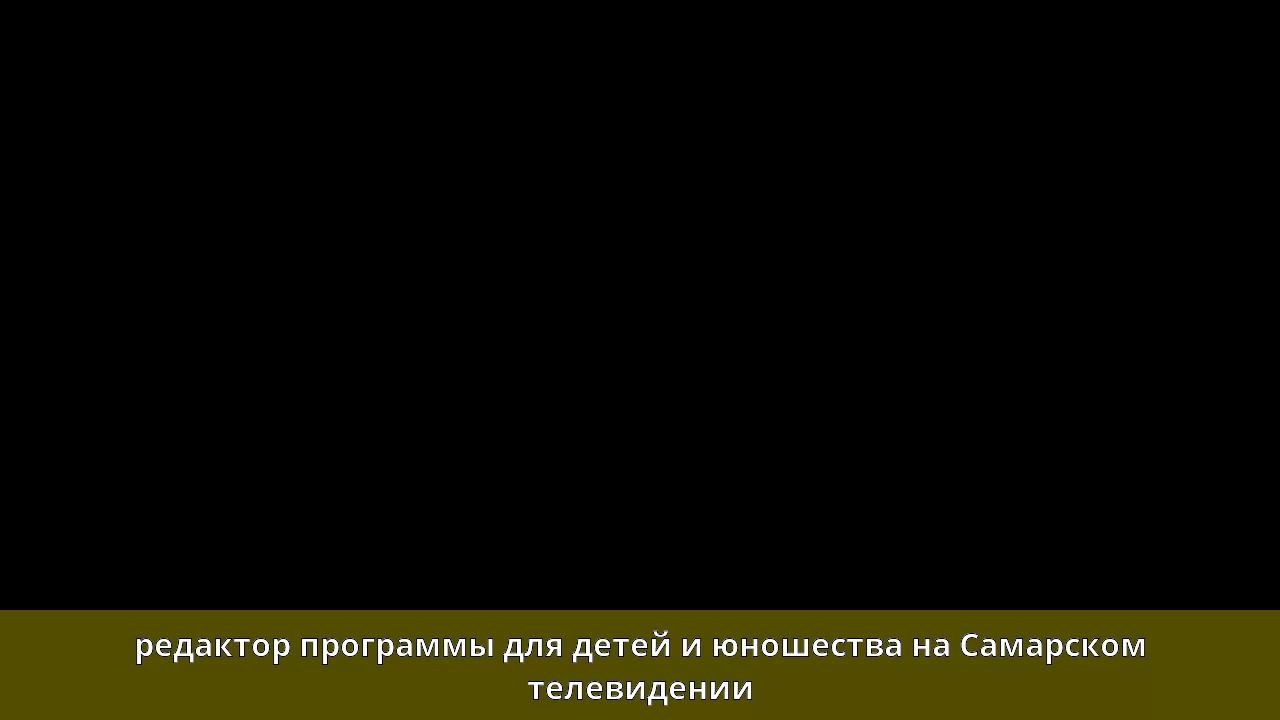 редактор программы для детей и юношества на Самарском
телевидении